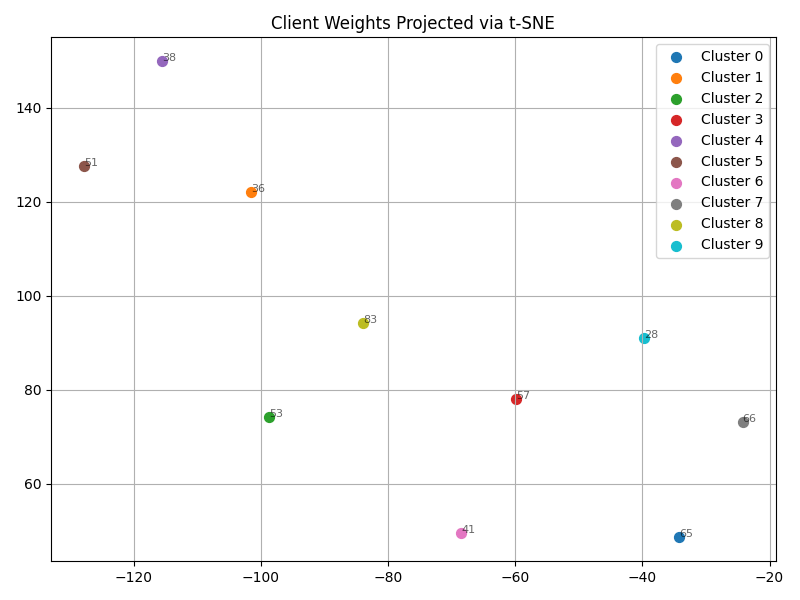 Client Weights Projected via t-SNE
Cluster 0
Cluster 1
Cluster 2
Cluster 3
Cluster 4
Cluster 5
Cluster 6
Cluster 7
Cluster 8
Cluster 9
38
51
36
83
28
57
53
66
41
65
140
120
100
80
60
−120
−100
−80
−60
−40
−20